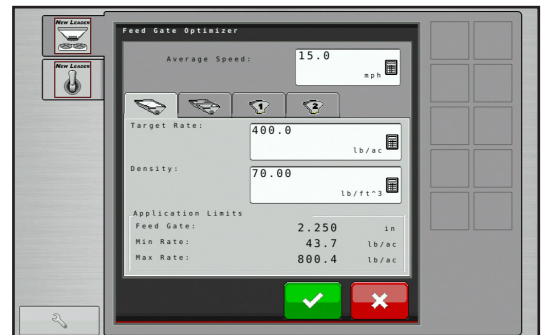 NEW LEADER
NEW LEADER
Feed Gate Optimizer
Average Speed:
15.0
mph
1
2
Target Rate:
400.0
lb/ac
Density:
70.00
lb/ft^3
Application Limits
Feed Gate: 2.250 in
Min Rate: 43.7 lb/ac
Max Rate: 800.4 lb/ac